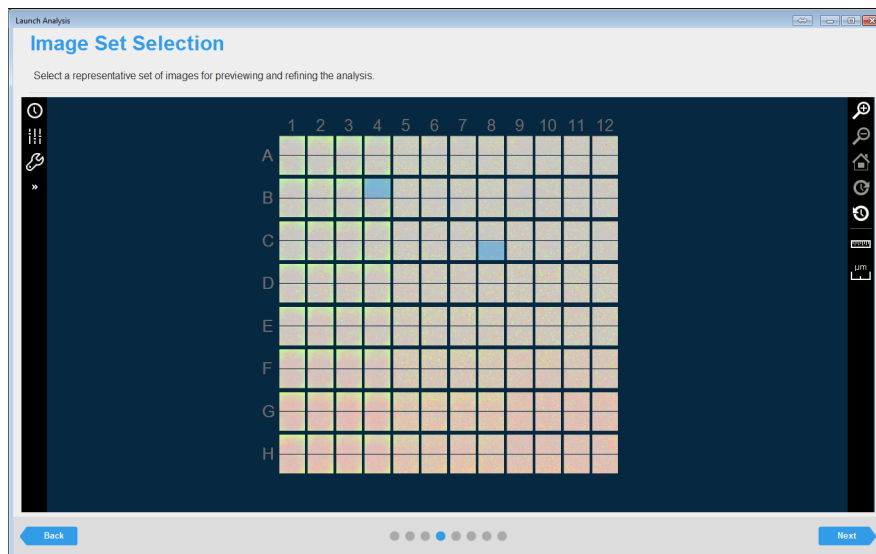 Launch Analysis
Image Set Selection
Select a representative set of images for previewing and refining the analysis.
1 2 3 4 5 6 7 8 9 10 11 12
A
B
C
D
E
F
G
H
»
µm
Back
Next